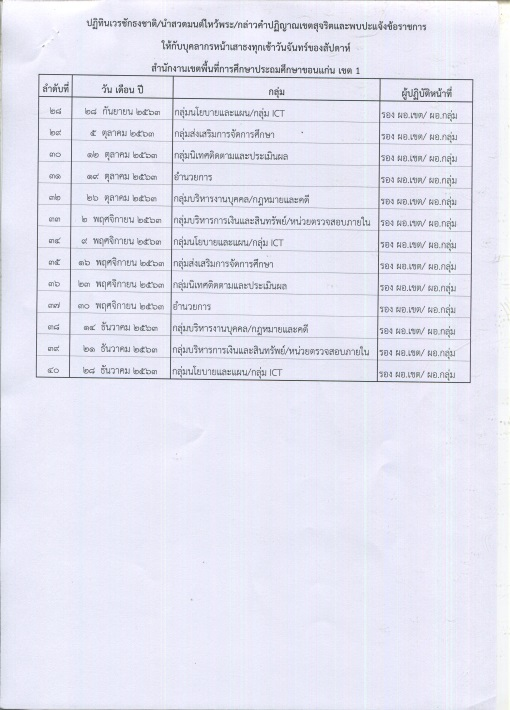 ปฏิทินเวรชักธงชาติ/นำสวดมนต์ไหว้พระ/กล่าวคำปฏิญาณเขตสุจริตและพบปะแจ้งข้อราชการ
ให้กับบุคลากรหน้าเสาธงทุกเช้าวันจันทร์ของสัปดาห์
สำนักงานเขตพื้นที่การศึกษาประถมศึกษาขอนแก่น เขต 1
ลำดับที่ วัน เดือน ปี กลุ่ม ผู้ปฏิบัติหน้าที่
๒๘ ๒๘ กันยายน ๒๕๖๓ กลุ่มนโยบายและแผน/กลุ่ม ICT รอง ผอ.เขต/ ผอ.กลุ่ม
๒๙ ๕ ตุลาคม ๒๕๖๓ กลุ่มส่งเสริมการจัดการศึกษา รอง ผอ.เขต/ ผอ.กลุ่ม
๓๐ ๑๒ ตุลาคม ๒๕๖๓ กลุ่มนิเทศติดตามและประเมินผล รอง ผอ.เขต/ ผอ.กลุ่ม
๓๑ ๑๙ ตุลาคม ๒๕๖๓ อำนวยการ รอง ผอ.เขต/ ผอ.กลุ่ม
๓๒ ๒๖ ตุลาคม ๒๕๖๓ กลุ่มบริหารงานบุคคล/กฎหมายและคดี รอง ผอ.เขต/ ผอ.กลุ่ม
๓๓ ๒ พฤศจิกายน ๒๕๖๓ กลุ่มบริหารการเงินและสินทรัพย์/หน่วยตรวจสอบภายใน รอง ผอ.เขต/ ผอ.กลุ่ม
๓๔ ๙ พฤศจิกายน ๒๕๖๓ กลุ่มนโยบายและแผน/กลุ่ม ICT รอง ผอ.เขต/ ผอ.กลุ่ม
๓๕ ๑๖ พฤศจิกายน ๒๕๖๓ กลุ่มส่งเสริมการจัดการศึกษา รอง ผอ.เขต/ ผอ.กลุ่ม
๓๖ ๒๓ พฤศจิกายน ๒๕๖๓ กลุ่มนิเทศติดตามและประเมินผล รอง ผอ.เขต/ ผอ.กลุ่ม
๓๗ ๓๐ พฤศจิกายน ๒๕๖๓ อำนวยการ รอง ผอ.เขต/ ผอ.กลุ่ม
๓๘ ๑๔ ธันวาคม ๒๕๖๓ กลุ่มบริหารงานบุคคล/กฎหมายและคดี รอง ผอ.เขต/ ผอ.กลุ่ม
๓๙ ๒๑ ธันวาคม ๒๕๖๓ กลุ่มบริหารการเงินและสินทรัพย์/หน่วยตรวจสอบภายใน รอง ผอ.เขต/ ผอ.กลุ่ม
๔๐ ๒๘ ธันวาคม ๒๕๖๓ กลุ่มนโยบายและแผน/กลุ่ม ICT รอง ผอ.เขต/ ผอ.กลุ่ม